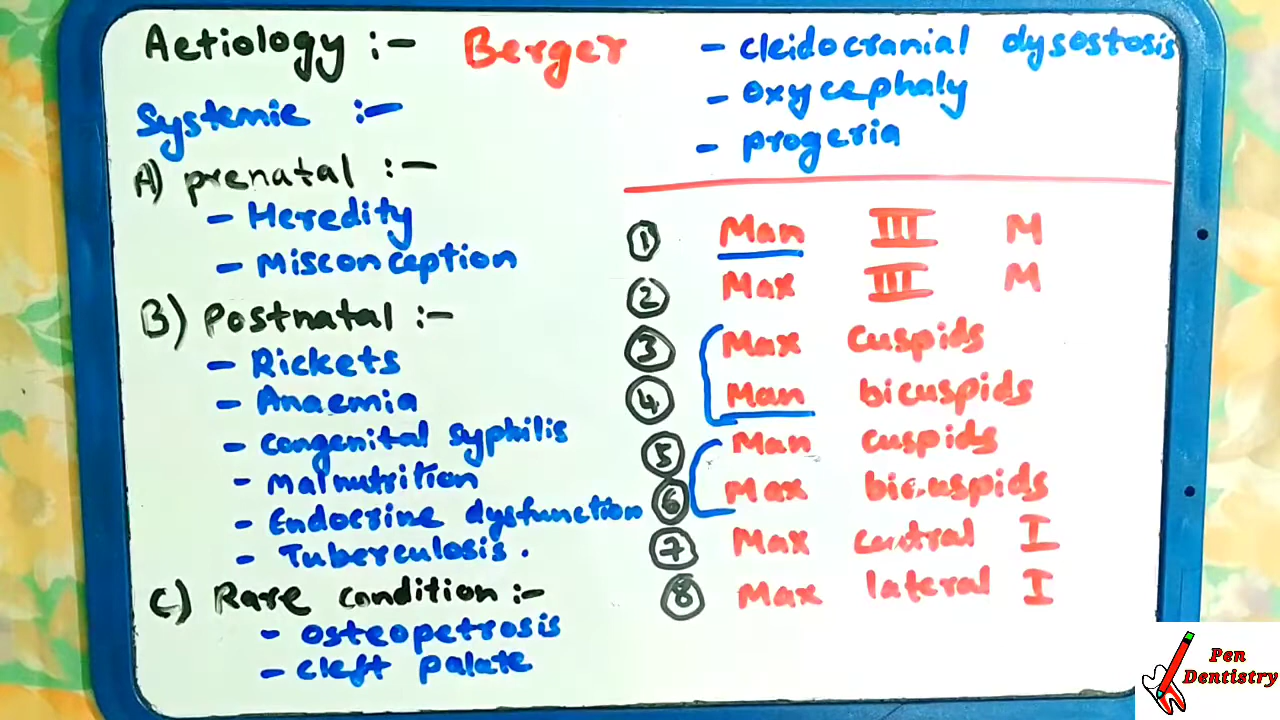 Aetiology :- Berger
Systemic :-
A) prenatal :-
- Heredity
- Misconception
B) Postnatal :-
- Rickets
- Anaemia
- congenital syphilis
- Malnutrition
- Endocrine dysfunction
- Tuberculosis.
C) Rare condition :-
- osteopetrosis
- cleft palate
- cleidocranial dysostosis
- oxycephaly
- progeria
① Man III M
② Max III M
③ Max cuspids
④ Man bicuspids
⑤ Man cuspids
⑥ Max bicuspids
⑦ Max central I
⑧ Max lateral I
Pen
Dentistry